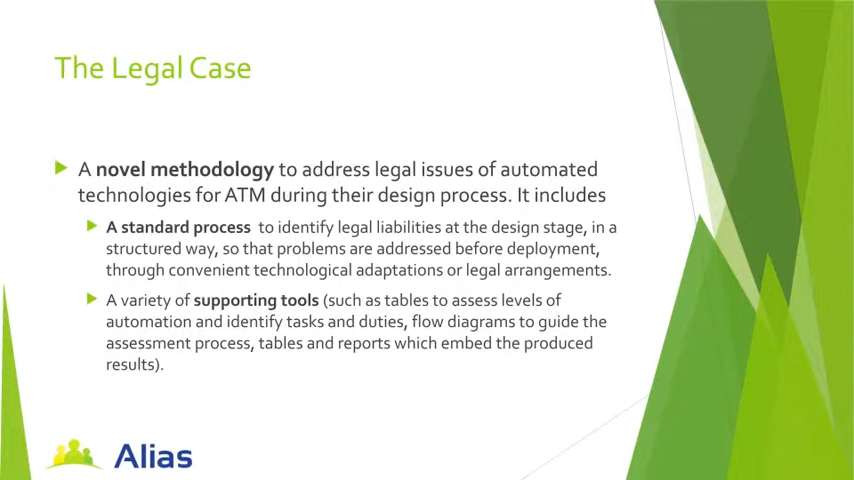 The Legal Case
A novel methodology to address legal issues of automated
technologies for ATM during their design process. It includes
A standard process to identify legal liabilities at the design stage, in a
structured way, so that problems are addressed before deployment,
through convenient technological adaptations or legal arrangements.
A variety of supporting tools (such as tables to assess levels of
automation and identify tasks and duties, flow diagrams to guide the
assessment process, tables and reports which embed the produced
results).
Alias